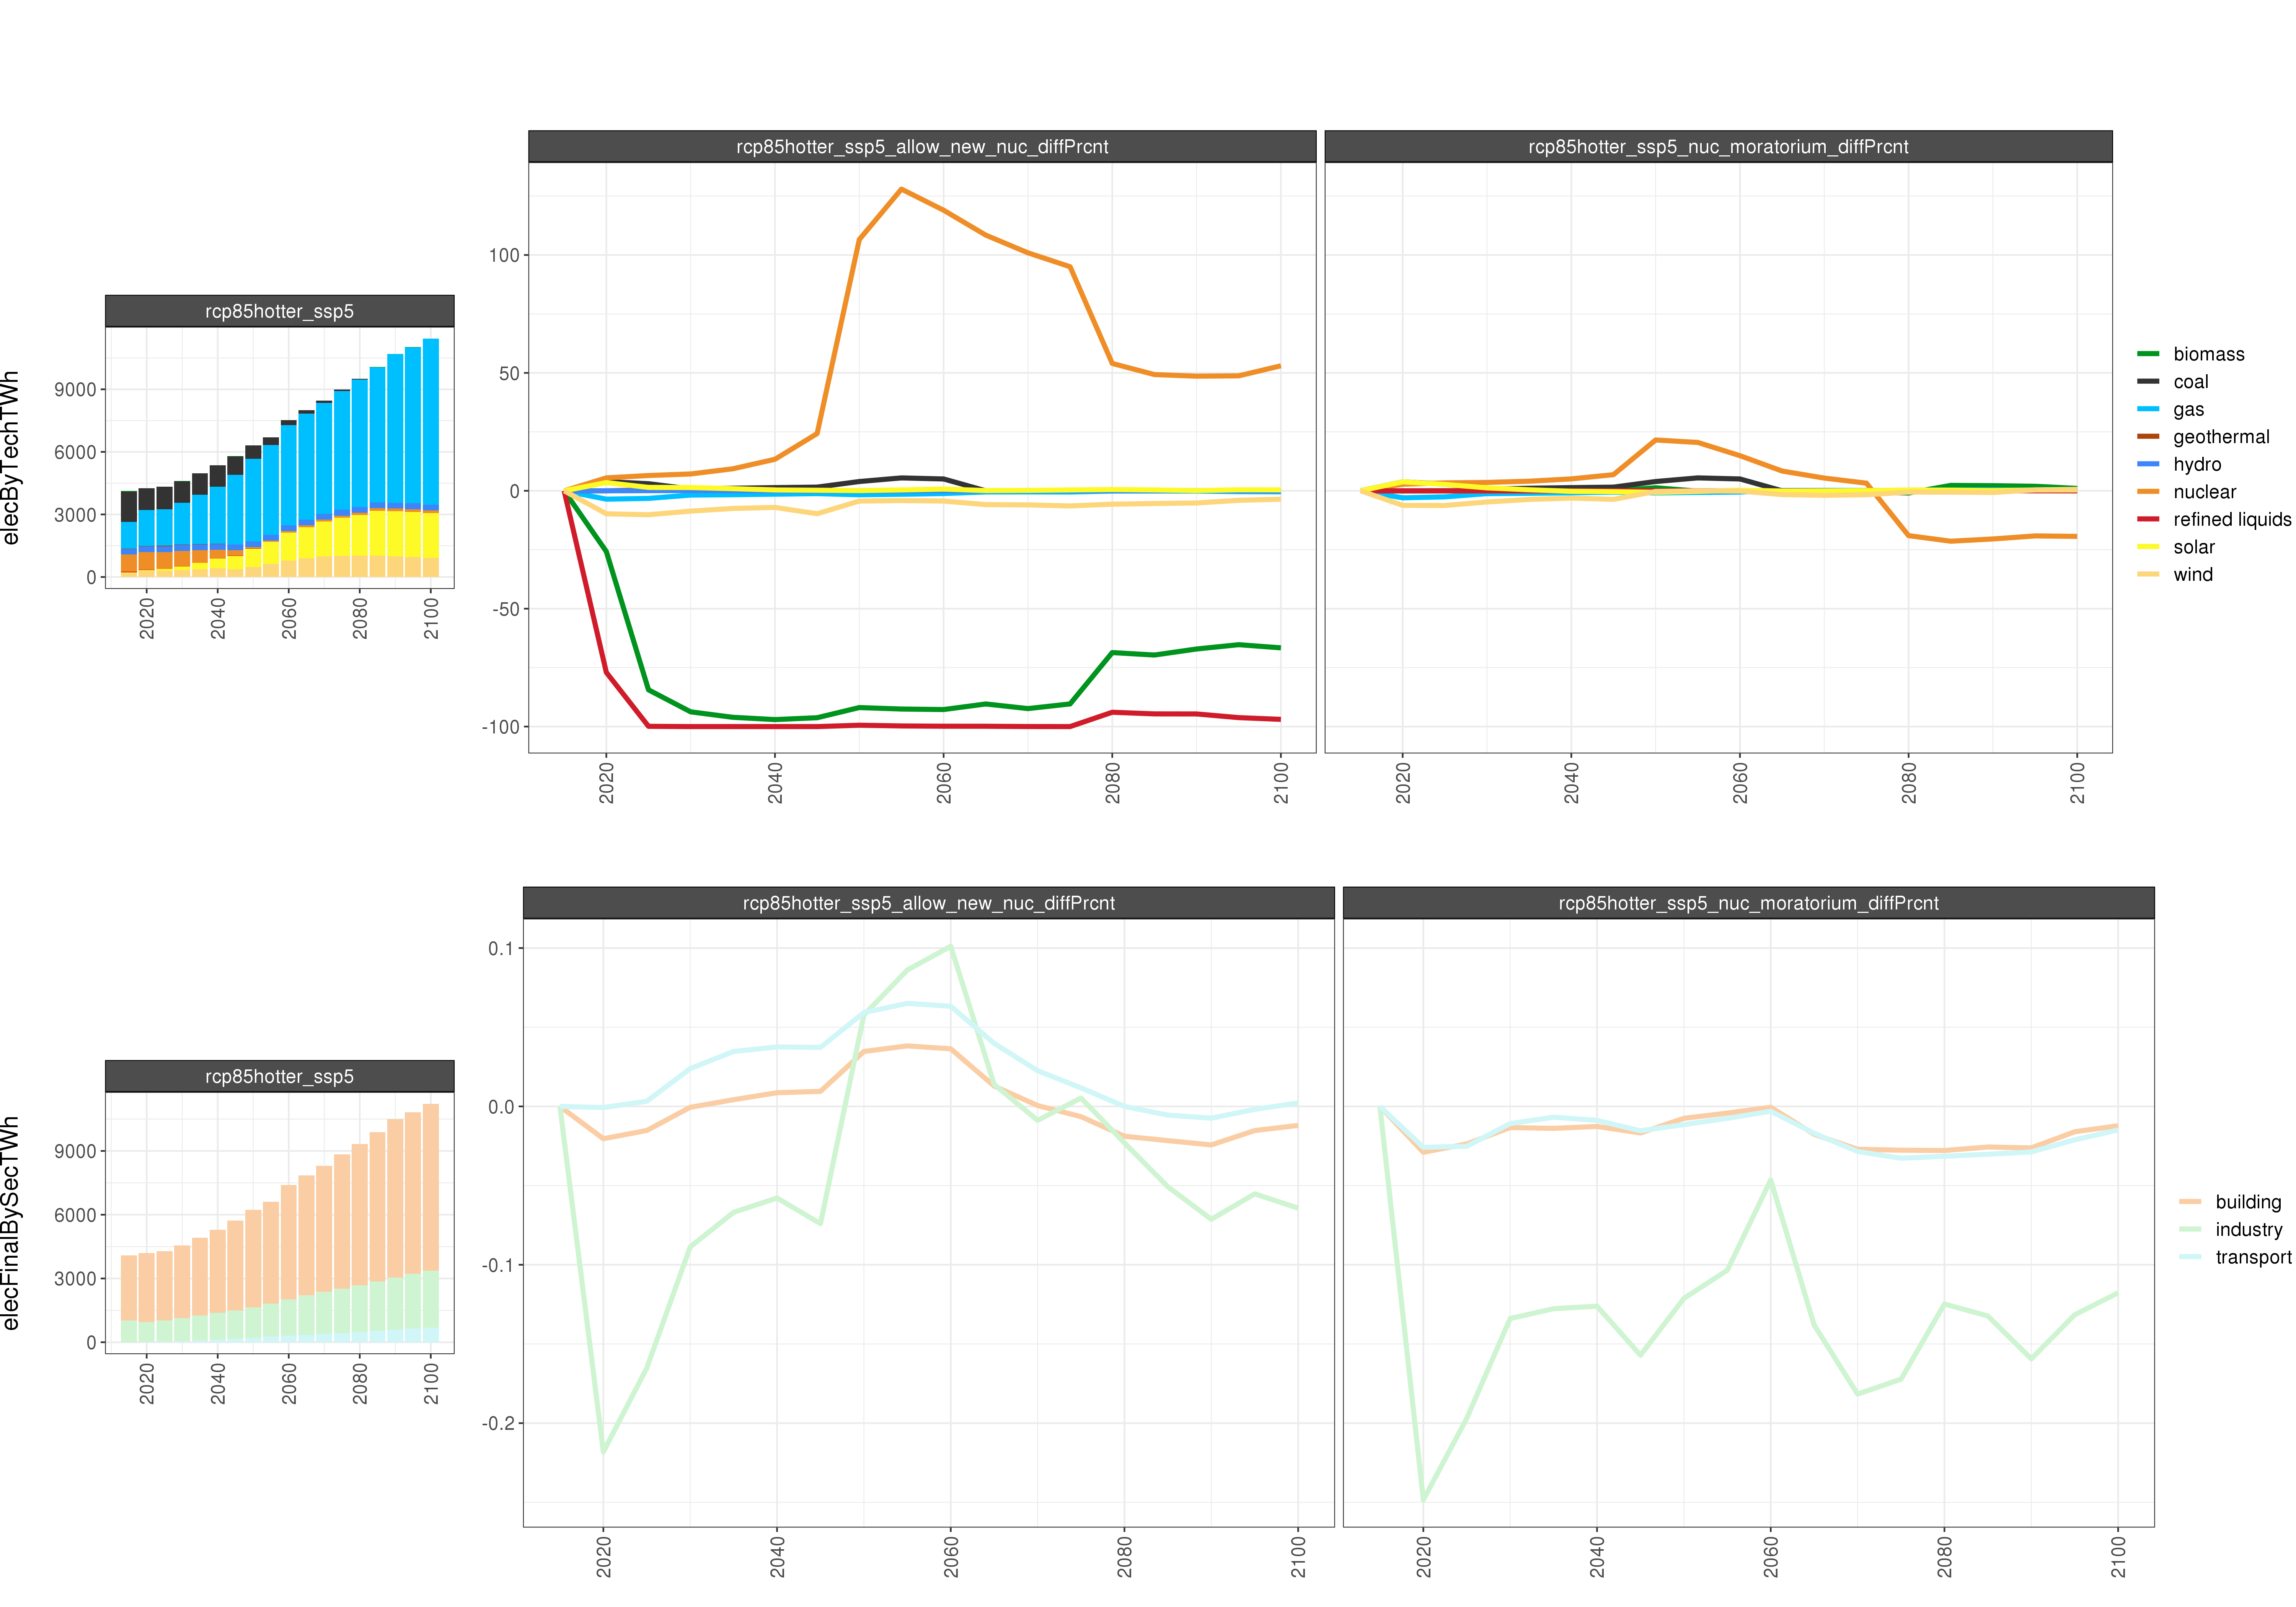 rcp85hotter_ssp5_allow_new_nuc_diffPrcnt
rcp85hotter_ssp5_nuc_moratorium_diffPrcnt
rcp85hotter_ssp5
elecByTechTWh
9000
6000
3000
0
2020
2040
2060
2080
2100
100
50
0
-50
-100
2020
2040
2060
2080
2100
2020
2040
2060
2080
2100
biomass
coal
gas
geothermal
hydro
nuclear
refined liquids
solar
wind
rcp85hotter_ssp5_allow_new_nuc_diffPrcnt
rcp85hotter_ssp5_nuc_moratorium_diffPrcnt
rcp85hotter_ssp5
elecFinalBySecTWh
9000
6000
3000
0
2020
2040
2060
2080
2100
0.1
0.0
-0.1
-0.2
2020
2040
2060
2080
2100
2020
2040
2060
2080
2100
building
industry
transport